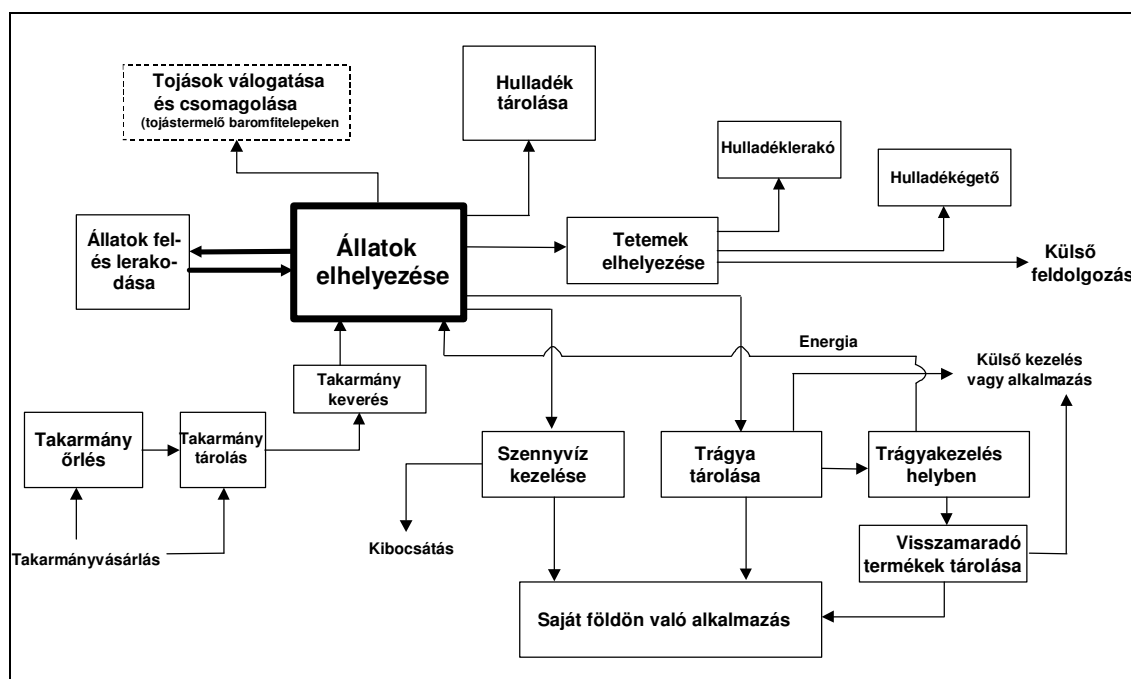 Tojások válogatása
és csomagolása
(tojástermelő baromfitelepeken
Hulladék
tárolása
Hulladéklerakó
Hulladékégető
Állatok fel-
és lerako-
dása
Állatok
elhelyezése
Tetemek
elhelyezése
Külső
feldolgozás
Energia
Külső kezelés
vagy alkalmazás
Takarmány
keverés
Takarmány
őrlés
Takarmány
tárolás
Szennyvíz
kezelése
Trágya
tárolása
Trágyakezelés
helyben
Takarmányvásárlás
Kibocsátás
Visszamaradó
termékek tárolása
Saját földön való alkalmazás